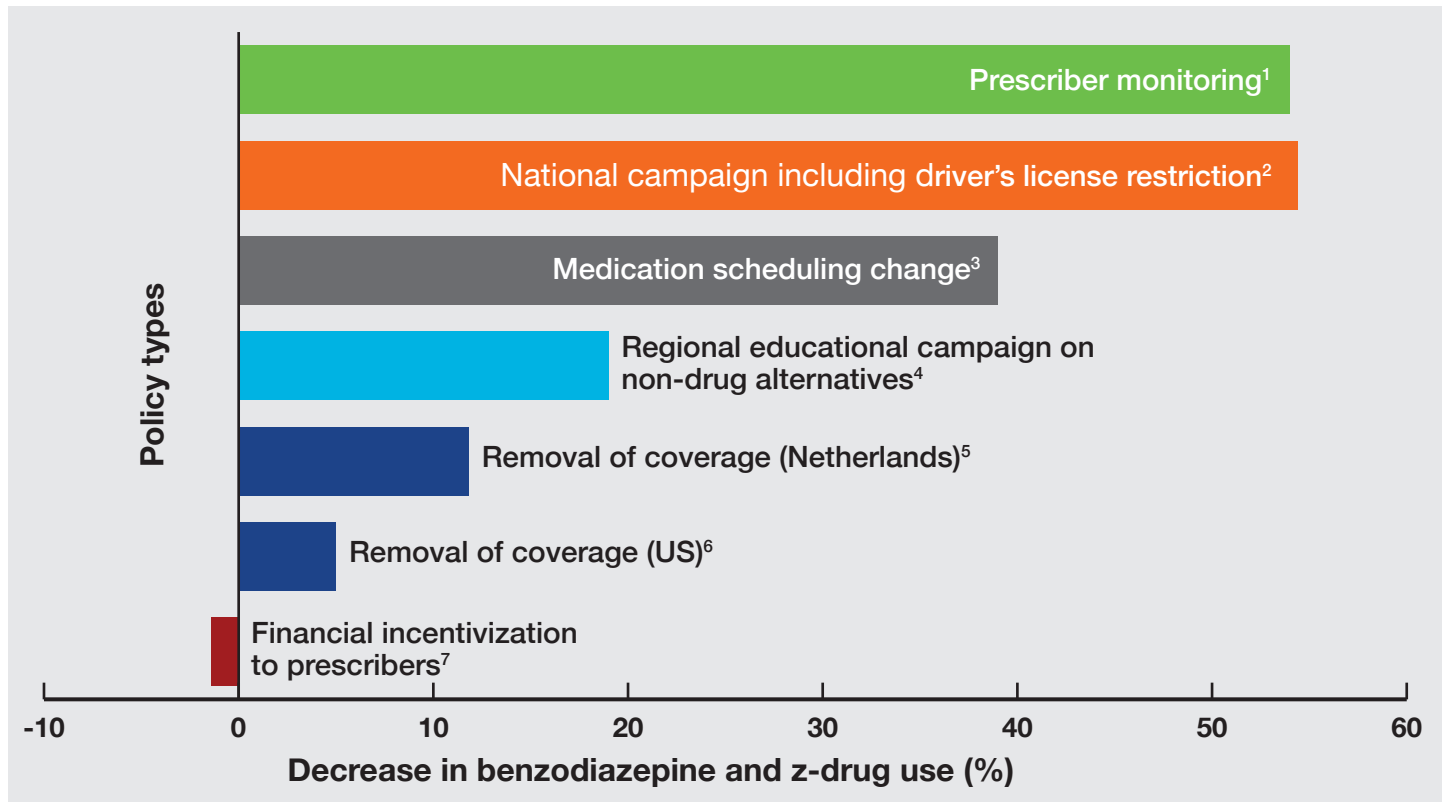 Prescriber monitoring¹
National campaign including driver’s license restriction²
Medication scheduling change³
Regional educational campaign on
non-drug alternatives⁴
Removal of coverage (Netherlands)⁵
Removal of coverage (US)⁶
Financial incentivization
to prescribers⁷
Policy types
-10 0 10 20 30 40 50 60
Decrease in benzodiazepine and z-drug use (%)